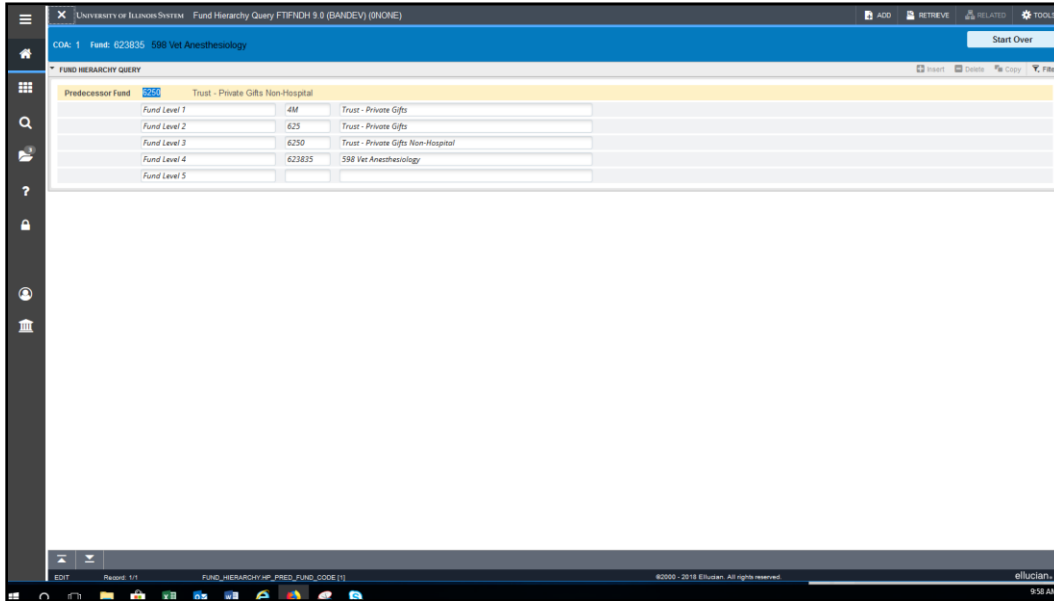 UNIVERSITY OF ILLINOIS SYSTEM Fund Hierarchy Query FTIFNDH 9.0 (BANDEV) (0NONE) ADD RETRIEVE RELATED TOOLS
COA: 1 Fund: 623835 598 Vet Anesthesiology Start Over
FUND HIERARCHY QUERY Insert Delete Copy Filte
Predecessor Fund 6250 Trust - Private Gifts Non-Hospital
Fund Level 1 4M Trust - Private Gifts
Fund Level 2 625 Trust - Private Gifts
Fund Level 3 6250 Trust - Private Gifts Non-Hospital
Fund Level 4 623835 598 Vet Anesthesiology
Fund Level 5
EDIT Record: 1/1 FUND_HIERARCHY.HP_PRED_FUND_CODE [1] ©2000 - 2018 Ellucian. All rights reserved. ellucian.
9:58 AM